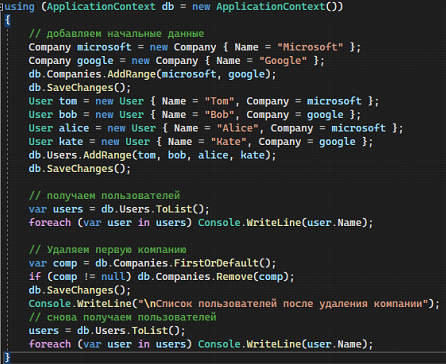 using (ApplicationContext db = new ApplicationContext())
{
// добавляем начальные данные
Company microsoft = new Company { Name = "Microsoft" };
Company google = new Company { Name = "Google" };
db.Companies.AddRange(microsoft, google);
db.SaveChanges();
User tom = new User { Name = "Tom", Company = microsoft };
User bob = new User { Name = "Bob", Company = google };
User alice = new User { Name = "Alice", Company = microsoft };
User kate = new User { Name = "Kate", Company = google };
db.Users.AddRange(tom, bob, alice, kate);
db.SaveChanges();
// получаем пользователей
var users = db.Users.ToList();
foreach (var user in users) Console.WriteLine(user.Name);
// Удаляем первую компанию
var comp = db.Companies.FirstOrDefault();
if (comp != null) db.Companies.Remove(comp);
db.SaveChanges();
Console.WriteLine("\nСписок пользователей после удаления компании");
// снова получаем пользователей
users = db.Users.ToList();
foreach (var user in users) Console.WriteLine(user.Name);
}